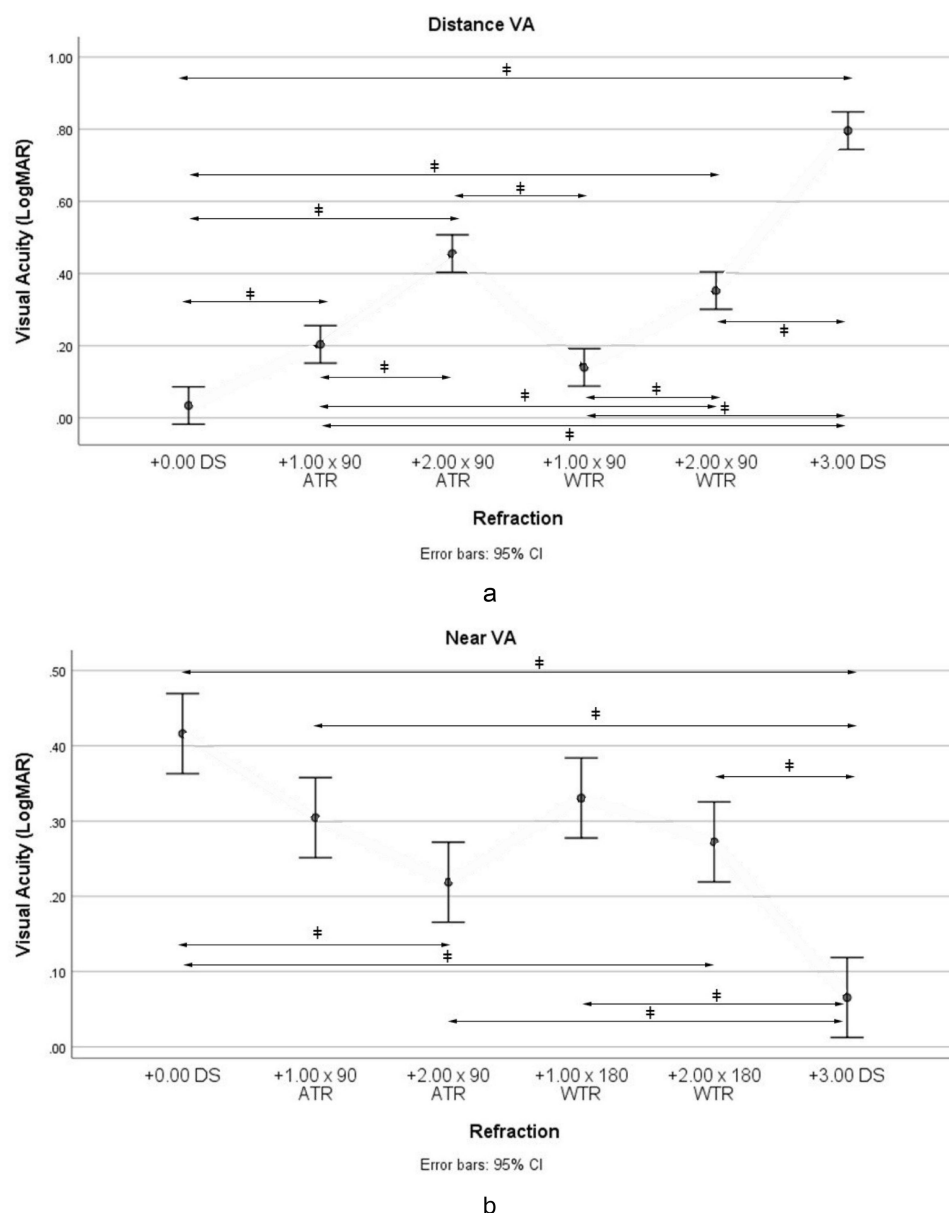 Distance VA
Visual Acuity (LogMAR)
1.00
.80
.60
.40
.20
.00
ǂ
ǂ
ǂ
ǂ
ǂ
ǂ
ǂ
ǂ
ǂ
ǂ
ǂ
+0.00 DS +1.00 x 90 +2.00 x 90 +1.00 x 90 +2.00 x 90 +3.00 DS
ATR ATR WTR WTR
Refraction
Error bars: 95% CI
a
Near VA
Visual Acuity (LogMAR)
.50
.40
.30
.20
.10
.00
ǂ
ǂ
ǂ
ǂ
ǂ
ǂ
ǂ
+0.00 DS +1.00 x 90 +2.00 x 90 +1.00 x 180 +2.00 x 180 +3.00 DS
ATR ATR WTR WTR
Refraction
Error bars: 95% CI
b